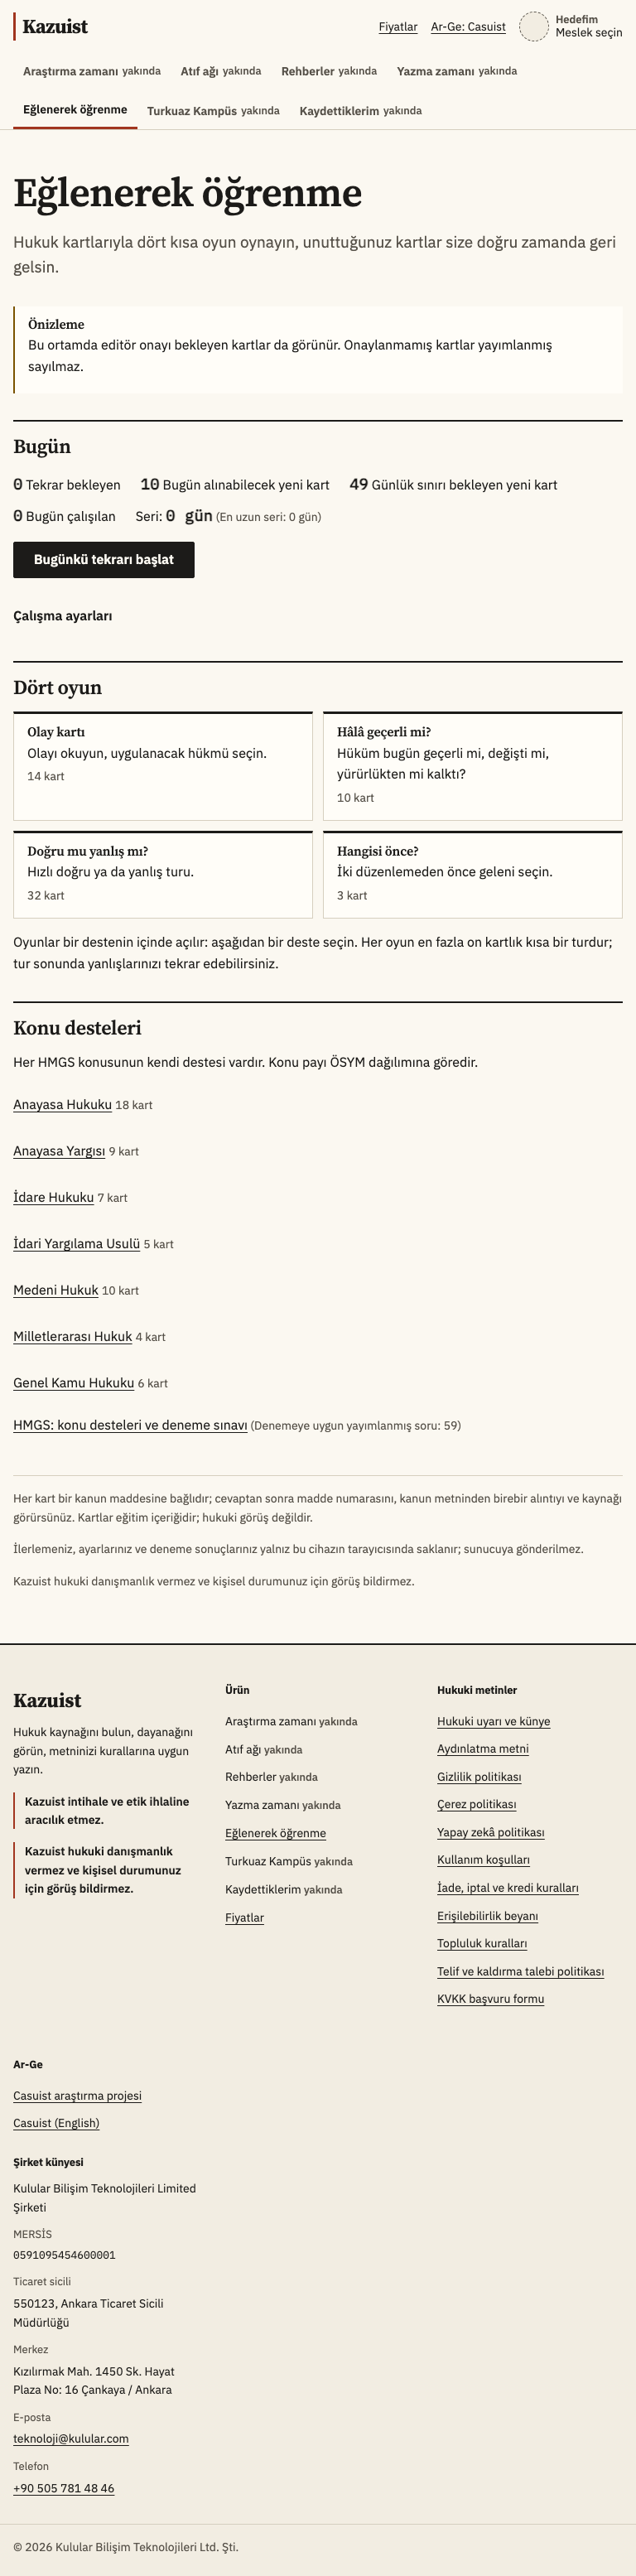 Kazuist
Fiyatlar
Ar-Ge: Casuist
Hedefim
Meslek seçin
Araştırma zamanı yakında
Atıf ağı yakında
Rehberler yakında
Yazma zamanı yakında
Eğlenerek öğrenme
Turkuaz Kampüs yakında
Kaydettiklerim yakında
Eğlenerek öğrenme
Hukuk kartlarıyla dört kısa oyun oynayın, unuttuğunuz kartlar size doğru zamanda geri
gelsin.
Önizleme
Bu ortamda editör onayı bekleyen kartlar da görünür. Onaylanmamış kartlar yayımlanmış
sayılmaz.
Bugün
0 Tekrar bekleyen
10 Bugün alınabilecek yeni kart
49 Günlük sınırı bekleyen yeni kart
0 Bugün çalışılan
Seri: 0 gün (En uzun seri: 0 gün)
Bugünkü tekrarı başlat
Çalışma ayarları
Dört oyun
Olay kartı
Olayı okuyun, uygulanacak hükmü seçin.
14 kart
Hâlâ geçerli mi?
Hüküm bugün geçerli mi, değişti mi,
yürürlükten mi kalktı?
10 kart
Doğru mu yanlış mı?
Hızlı doğru ya da yanlış turu.
32 kart
Hangisi önce?
İki düzenlemeden önce geleni seçin.
3 kart
Oyunlar bir destenin içinde açılır: aşağıdan bir deste seçin. Her oyun en fazla on kartlık kısa bir turdur;
tur sonunda yanlışlarınızı tekrar edebilirsiniz.
Konu desteleri
Her HMGS konusunun kendi destesi vardır. Konu payı ÖSYM dağılımına göredir.
Anayasa Hukuku 18 kart
Anayasa Yargısı 9 kart
İdare Hukuku 7 kart
İdari Yargılama Usulü 5 kart
Medeni Hukuk 10 kart
Milletlerarası Hukuk 4 kart
Genel Kamu Hukuku 6 kart
HMGS: konu desteleri ve deneme sınavı (Denemeye uygun yayımlanmış soru: 59)
Her kart bir kanun maddesine bağlıdır; cevaptan sonra madde numarasını, kanun metninden birebir alıntıyı ve kaynağı
görürsünüz. Kartlar eğitim içeriğidir; hukuki görüş değildir.
İlerlemeniz, ayarlarınız ve deneme sonuçlarınız yalnız bu cihazın tarayıcısında saklanır; sunucuya gönderilmez.
Kazuist hukuki danışmanlık vermez ve kişisel durumunuz için görüş bildirmez.
Kazuist
Hukuk kaynağını bulun, dayanağını
görün, metninizi kurallarına uygun
yazın.
Kazuist intihale ve etik ihlaline
aracılık etmez.
Kazuist hukuki danışmanlık
vermez ve kişisel durumunuz
için görüş bildirmez.
Ürün
Araştırma zamanı yakında
Atıf ağı yakında
Rehberler yakında
Yazma zamanı yakında
Eğlenerek öğrenme
Turkuaz Kampüs yakında
Kaydettiklerim yakında
Fiyatlar
Hukuki metinler
Hukuki uyarı ve künye
Aydınlatma metni
Gizlilik politikası
Çerez politikası
Yapay zekâ politikası
Kullanım koşulları
İade, iptal ve kredi kuralları
Erişilebilirlik beyanı
Topluluk kuralları
Telif ve kaldırma talebi politikası
KVKK başvuru formu
Ar-Ge
Casuist araştırma projesi
Casuist (English)
Şirket künyesi
Kulular Bilişim Teknolojileri Limited
Şirketi
MERSİS
0591095454600001
Ticaret sicili
550123, Ankara Ticaret Sicili
Müdürlüğü
Merkez
Kızılırmak Mah. 1450 Sk. Hayat
Plaza No: 16 Çankaya / Ankara
E-posta
teknoloji@kulular.com
Telefon
+90 505 781 48 46
© 2026 Kulular Bilişim Teknolojileri Ltd. Şti.